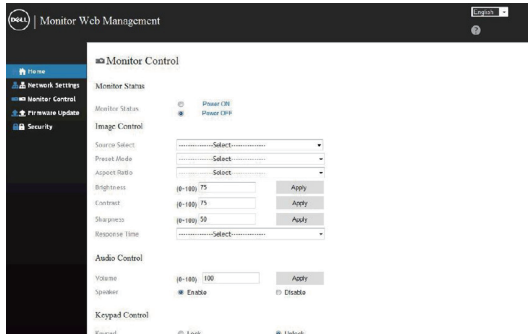 DELL | Monitor Web Management
English
?
Home
Network Settings
Monitor Control
Firmware Update
Security
Monitor Control
Monitor Status
Monitor Status
Power ON
Power OFF
Image Control
Source Select ---------------Select---------------
Preset Mode ---------------Select---------------
Aspect Ratio ---------------Select---------------
Brightness (0~100) 75 Apply
Contrast (0~100) 75 Apply
Sharpness (0~100) 50 Apply
Response Time ---------------Select---------------
Audio Control
Volume (0~100) 100 Apply
Speaker Enable Disable
Keypad Control
Keypad Lock Unlock